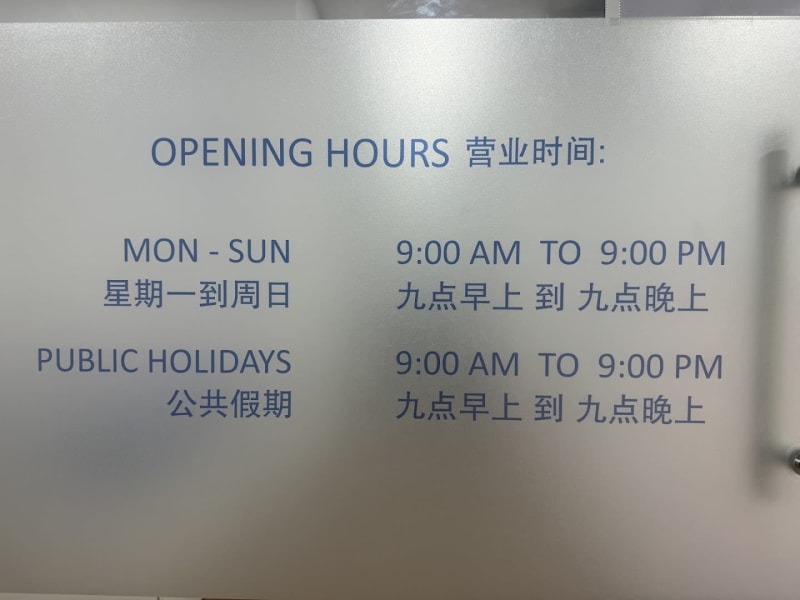 OPENING HOURS 营业时间:
MON - SUN 9:00 AM TO 9:00 PM
星期一到周日 九点早上 到 九点晚上
PUBLIC HOLIDAYS 9:00 AM TO 9:00 PM
公共假期 九点早上 到 九点晚上